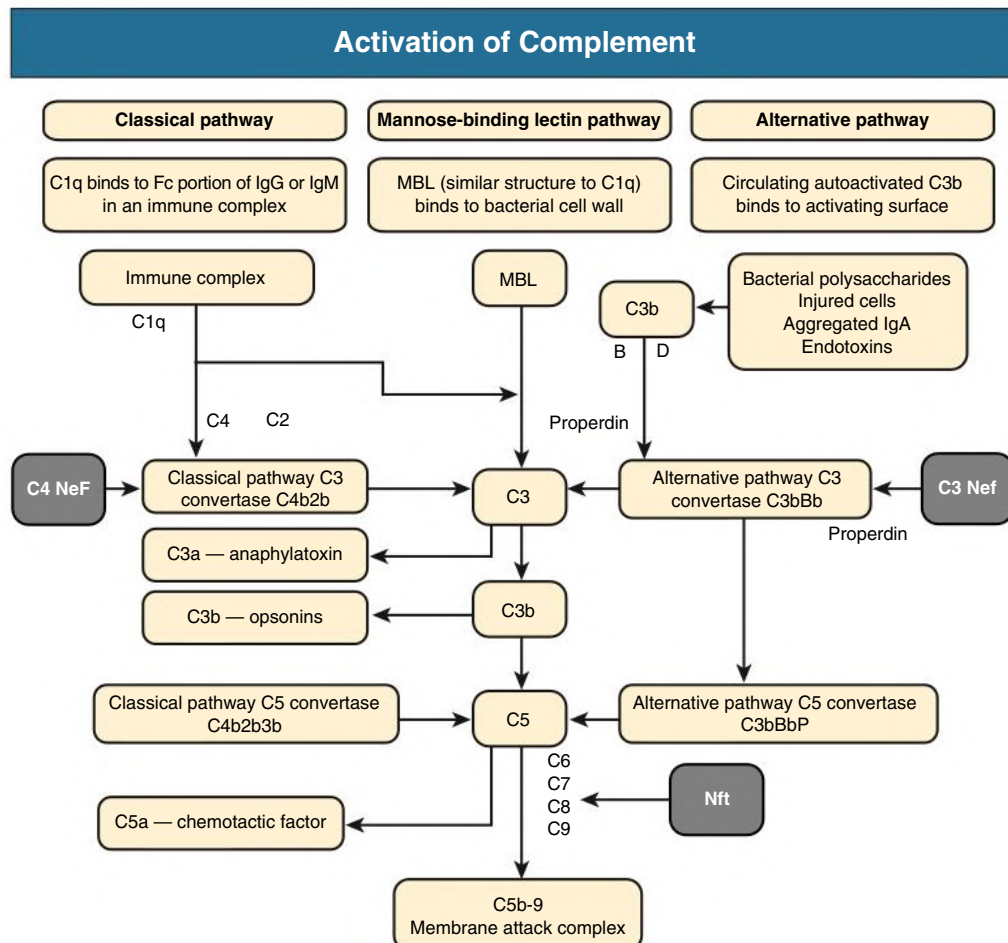 Activation of Complement
Classical pathway
Mannose-binding lectin pathway
Alternative pathway
C1q binds to Fc portion of IgG or IgM
in an immune complex
MBL (similar structure to C1q)
binds to bacterial cell wall
Circulating autoactivated C3b
binds to activating surface
Immune complex
MBL
C3b
Bacterial polysaccharides
Injured cells
Aggregated IgA
Endotoxins
C1q
B
D
C4
C2
Properdin
C4 NeF
Classical pathway C3
convertase C4b2b
C3
Alternative pathway C3
convertase C3bBb
C3 Nef
Properdin
C3a — anaphylatoxin
C3b — opsonins
C3b
Classical pathway C5 convertase
C4b2b3b
C5
Alternative pathway C5 convertase
C3bBbP
C6
C7
C8
C9
Nft
C5a — chemotactic factor
C5b-9
Membrane attack complex